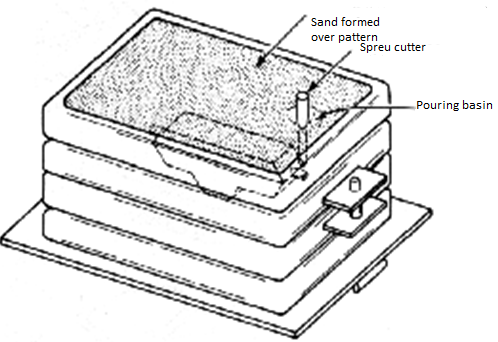 Sand formed
over pattern
Spreu cutter
Pouring basin